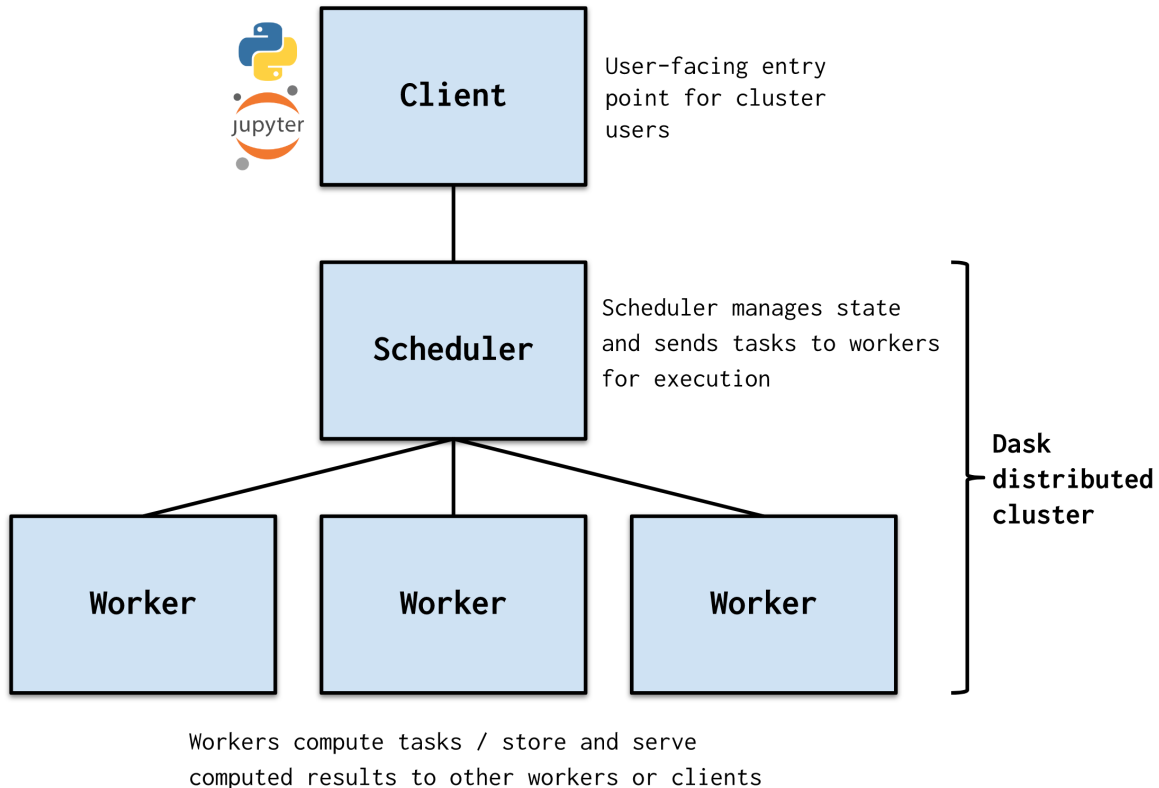 Client
User-facing entry
point for cluster
users
jupyter
Scheduler
Scheduler manages state
and sends tasks to workers
for execution
Dask
distributed
cluster
Worker
Worker
Worker
Workers compute tasks / store and serve
computed results to other workers or clients